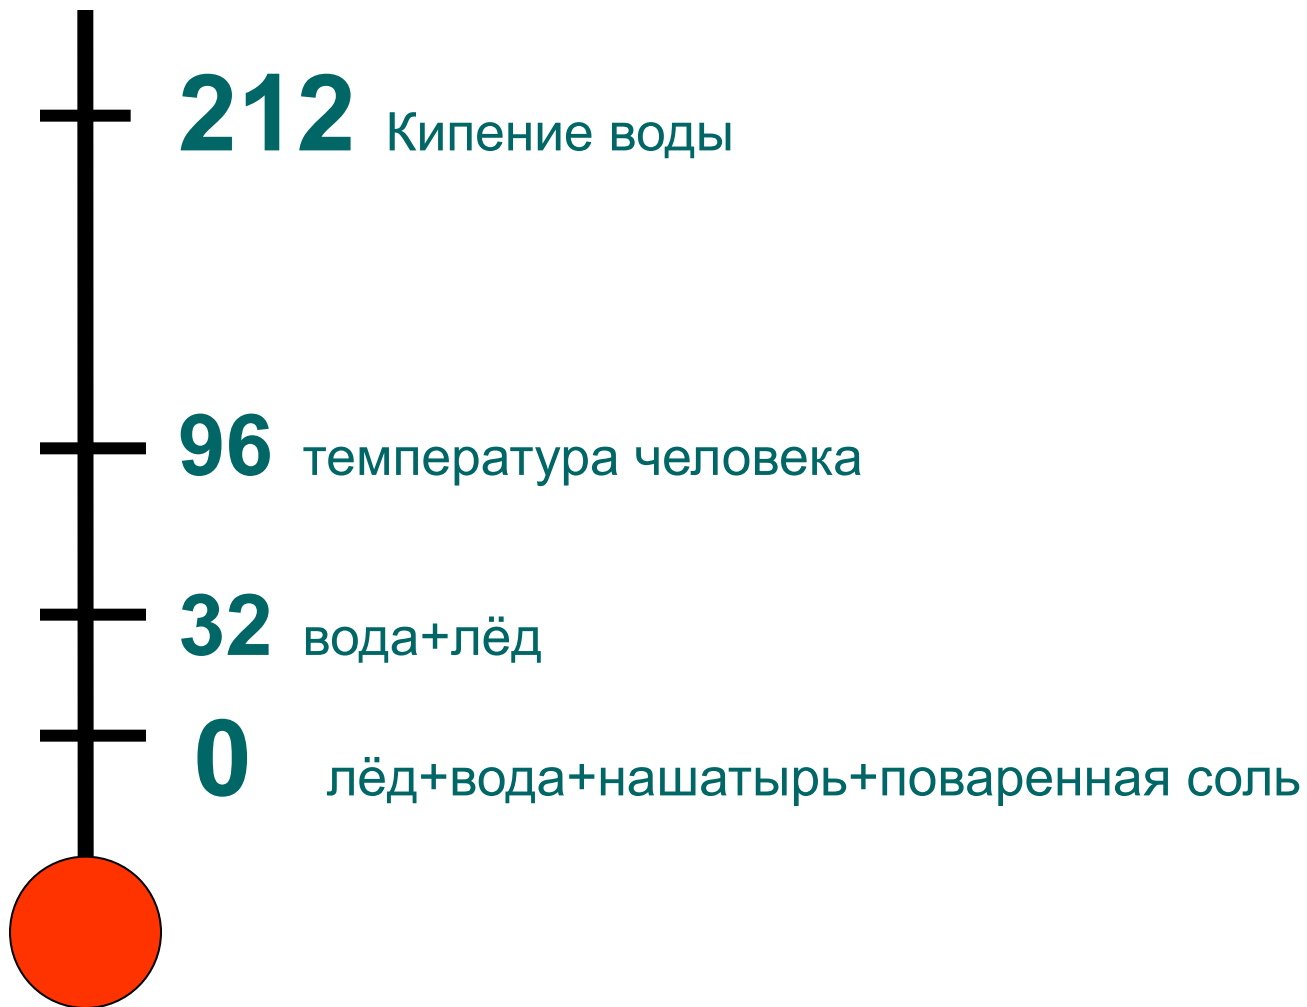 212 Кипение воды
96 температура человека
32 вода+лёд
0 лёд+вода+нашатырь+поваренная соль